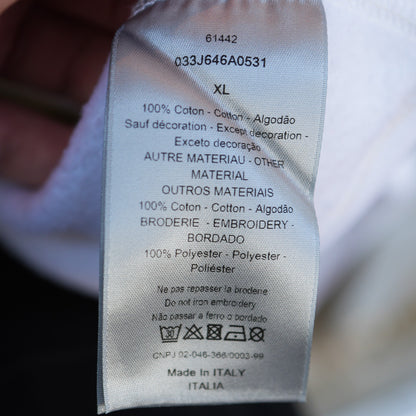 61442
033J646A0531
XL
100% Coton - Cotton - Algodão
Sauf décoration - Except decoration -
Exceto decoração
AUTRE MATERIAU - OTHER
MATERIAL
OUTROS MATERIAIS
100% Coton - Cotton - Algodão
BRODERIE - EMBROIDERY -
BORDADO
100% Polyester - Polyester -
Poliéster
Ne pas repasser la broderie
Do not iron embroidery
Não passar a ferro o bordado
CNPJ 02-046-366/0003-99
Made in ITALY
ITALIA